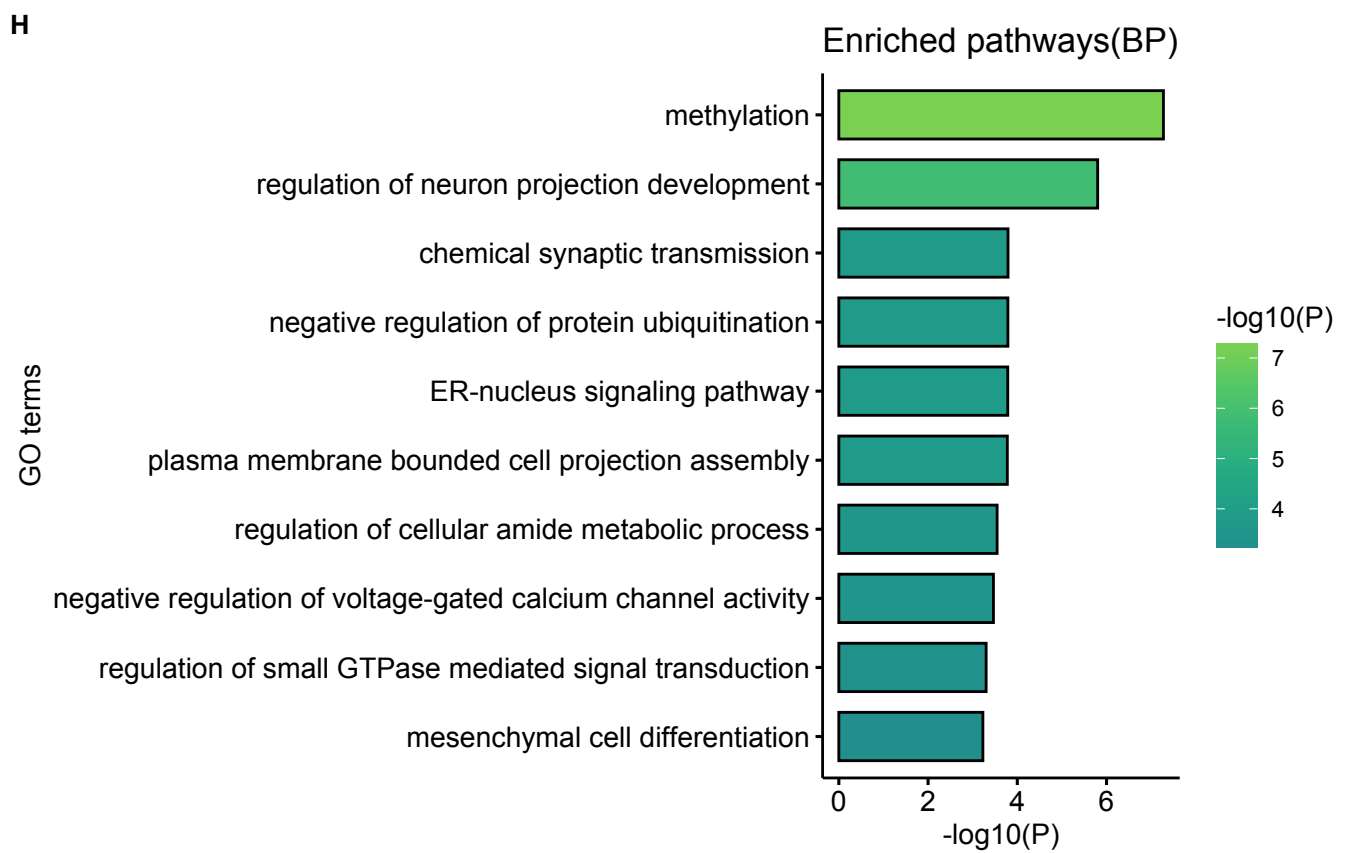 H
Enriched pathways(BP)
methylation
regulation of neuron projection development
chemical synaptic transmission
negative regulation of protein ubiquitination
ER-nucleus signaling pathway
plasma membrane bounded cell projection assembly
regulation of cellular amide metabolic process
negative regulation of voltage-gated calcium channel activity
regulation of small GTPase mediated signal transduction
mesenchymal cell differentiation
GO terms
0 2 4 6
-log10(P)
-log10(P)
7
6
5
4